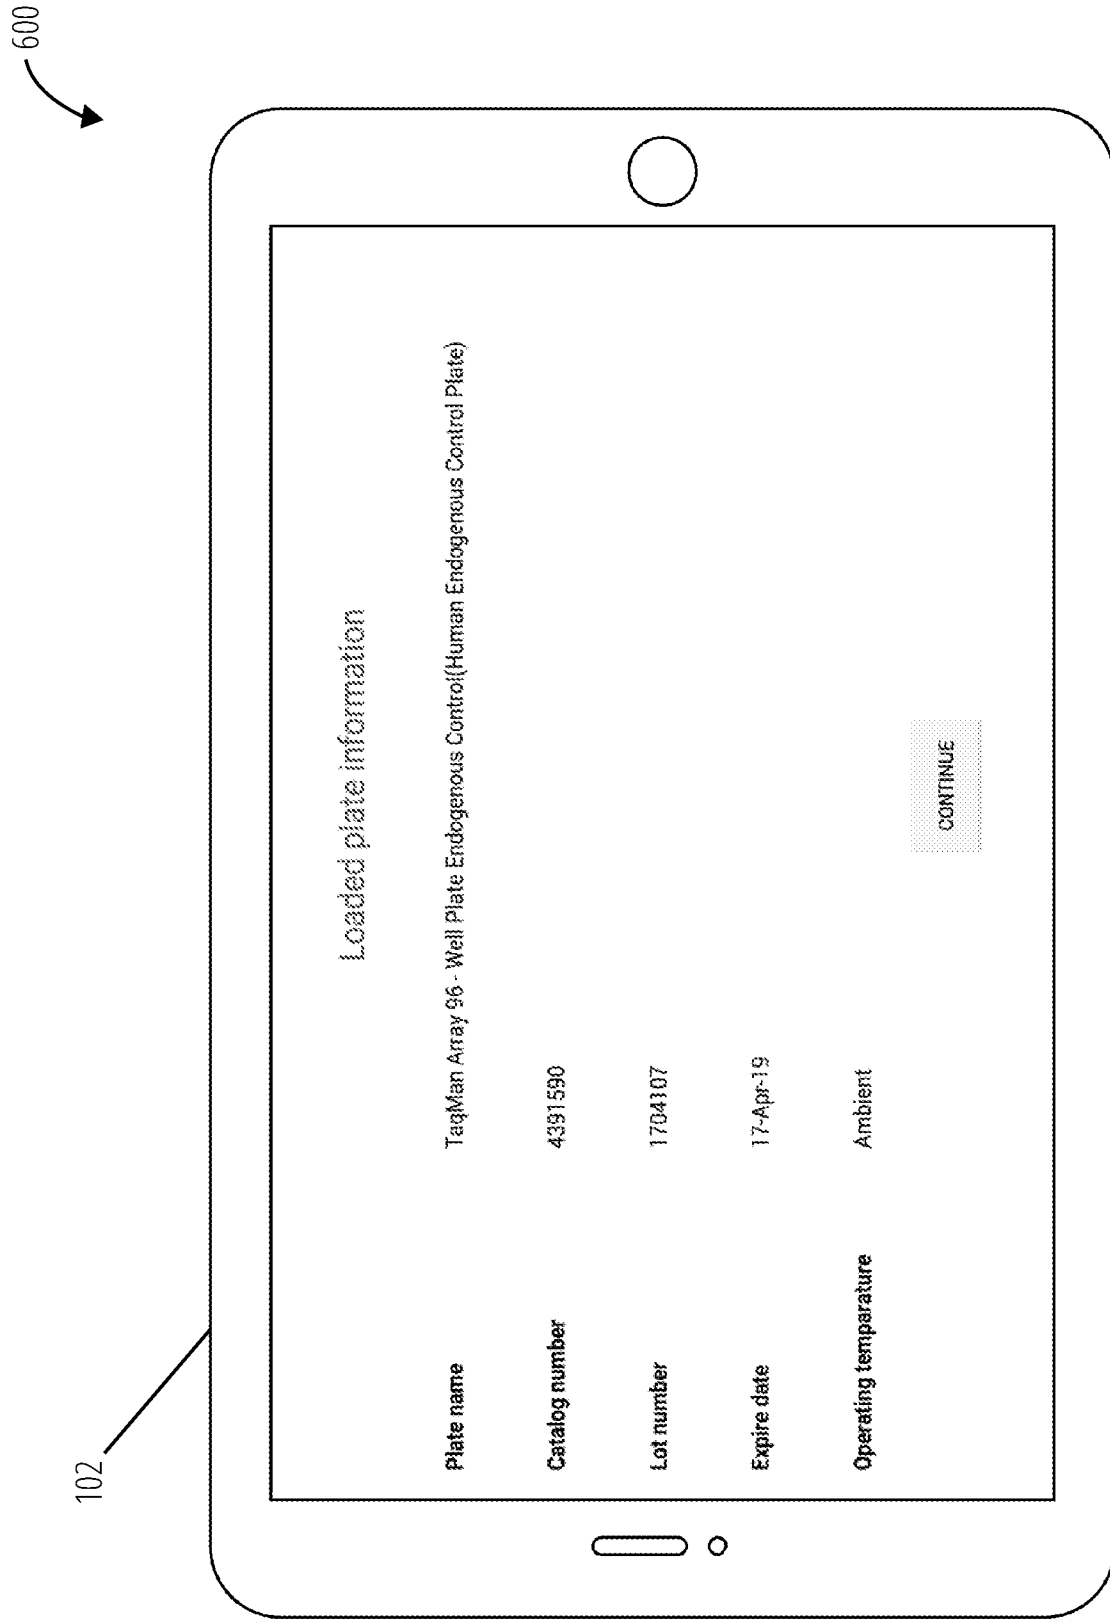 600
102
Loaded plate information
Plate name TaqMan Array 96 - Well Plate Endogenous Control(Human Endogenous Control Plate)
Catalog number 4391590
Lot number 1704107
Expire date 17-Apr-19
Operating temparature Ambient
CONTINUE